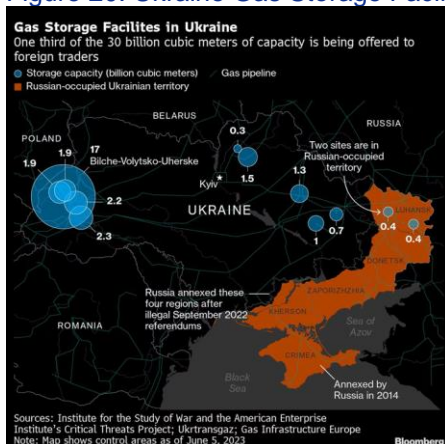 Gas Storage Facilites in Ukraine
One third of the 30 billion cubic meters of capacity is being offered to
foreign traders
Storage capacity (billion cubic meters) Gas pipeline
Russian-occupied Ukrainian territory
BELARUS
RUSSIA
POLAND
0.3
Two sites are in
Russian-occupied
territory
1.9
1.9
17
Bilche-Volytsko-Uherske
Kyiv
1.5
1.3
2.2
UKRAINE
LUHANSK
2.3
1
0.7
0.4
0.4
DONETSK
Russia annexed these
four regions after
illegal September 2022
referendums
ZAPORIZHZHIA
KHERSON
ROMANIA
Sea of
Azov
CRIMEA
Black
Sea
Annexed by
Russia in 2014
Sources: Institute for the Study of War and the American Enterprise
Institute's Critical Threats Project; Ukrtransgaz; Gas Infrastructure Europe
Note: Map shows control areas as of June 5, 2023
Bloomberg